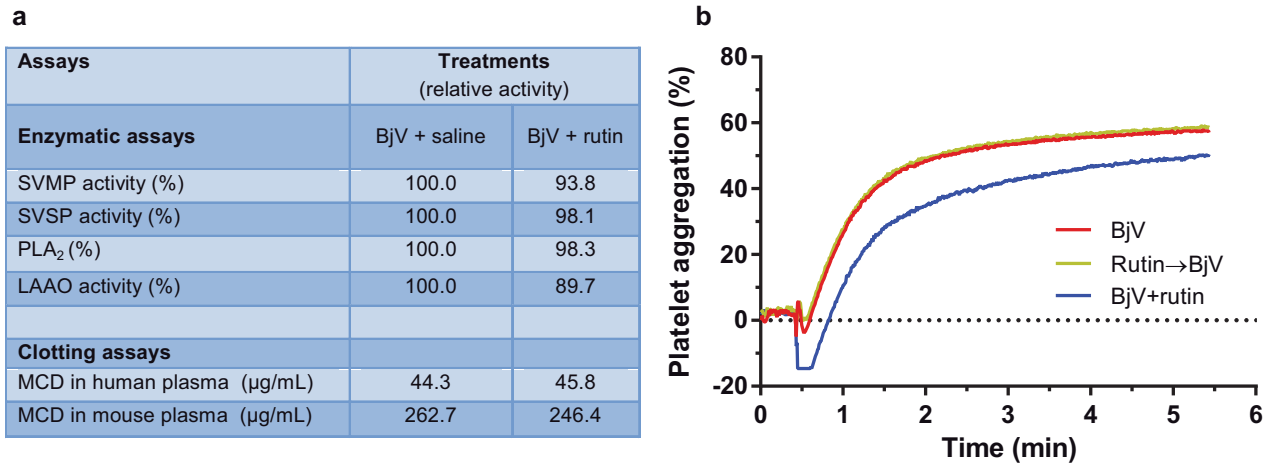 a
Assays Treatments
(relative activity)
Enzymatic assays BjV + saline BjV + rutin
SVMP activity (%) 100.0 93.8
SVSP activity (%) 100.0 98.1
PLA₂ (%) 100.0 98.3
LAAO activity (%) 100.0 89.7
Clotting assays
MCD in human plasma (µg/mL) 44.3 45.8
MCD in mouse plasma (µg/mL) 262.7 246.4
b
Platelet aggregation (%)
80
60
40
20
0
-20
BjV
Rutin→BjV
BjV+rutin
0 1 2 3 4 5 6
Time (min)